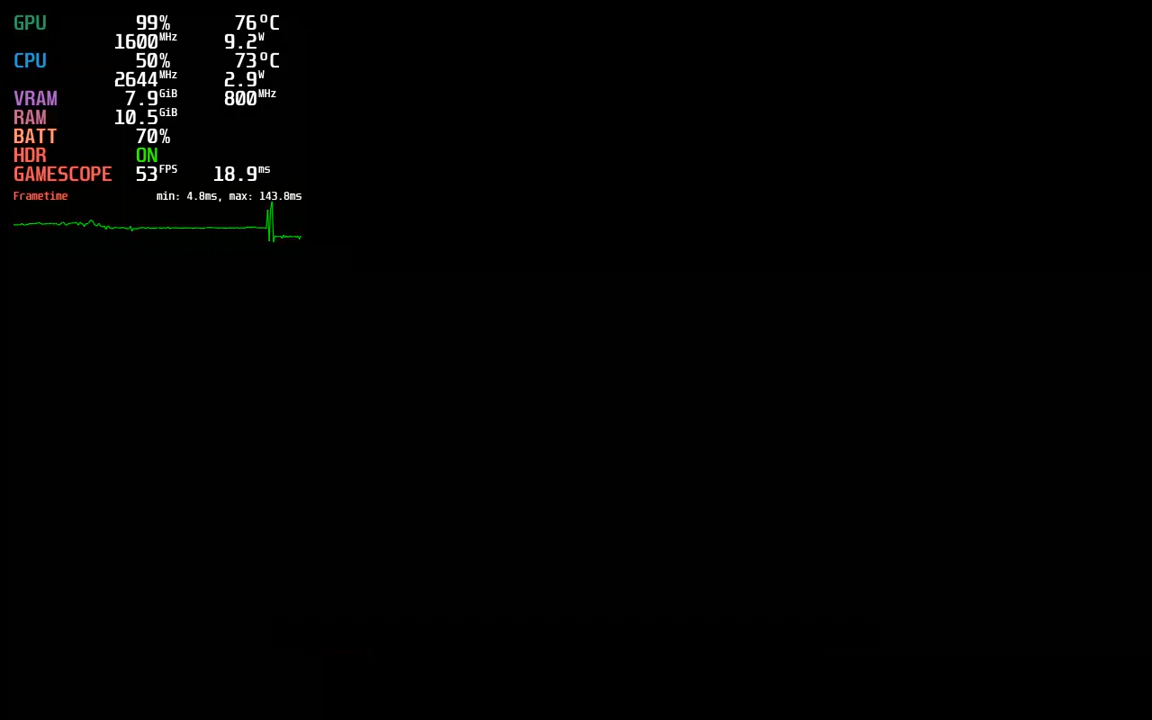 GPU 99% 76°C
1600MHz 9.2W
CPU 50% 73°C
2644MHz 2.9W
VRAM 7.9GiB 800MHz
RAM 10.5GiB
BATT 70%
HDR ON
GAMESCOPE 53FPS 18.9ms
Frametime min: 4.8ms, max: 143.8ms